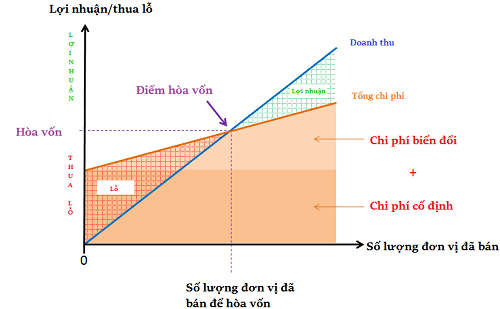 Lợi nhuận/thua lỗ
LỢI NHUẬN
Doanh thu
Lợi nhuận
Điểm hòa vốn
Tổng chi phí
Hòa vốn
Chi phí biến đổi
+
THUA LỖ
Lỗ
Chi phí cố định
Số lượng đơn vị đã bán
0
Số lượng đơn vị đã
bán để hòa vốn